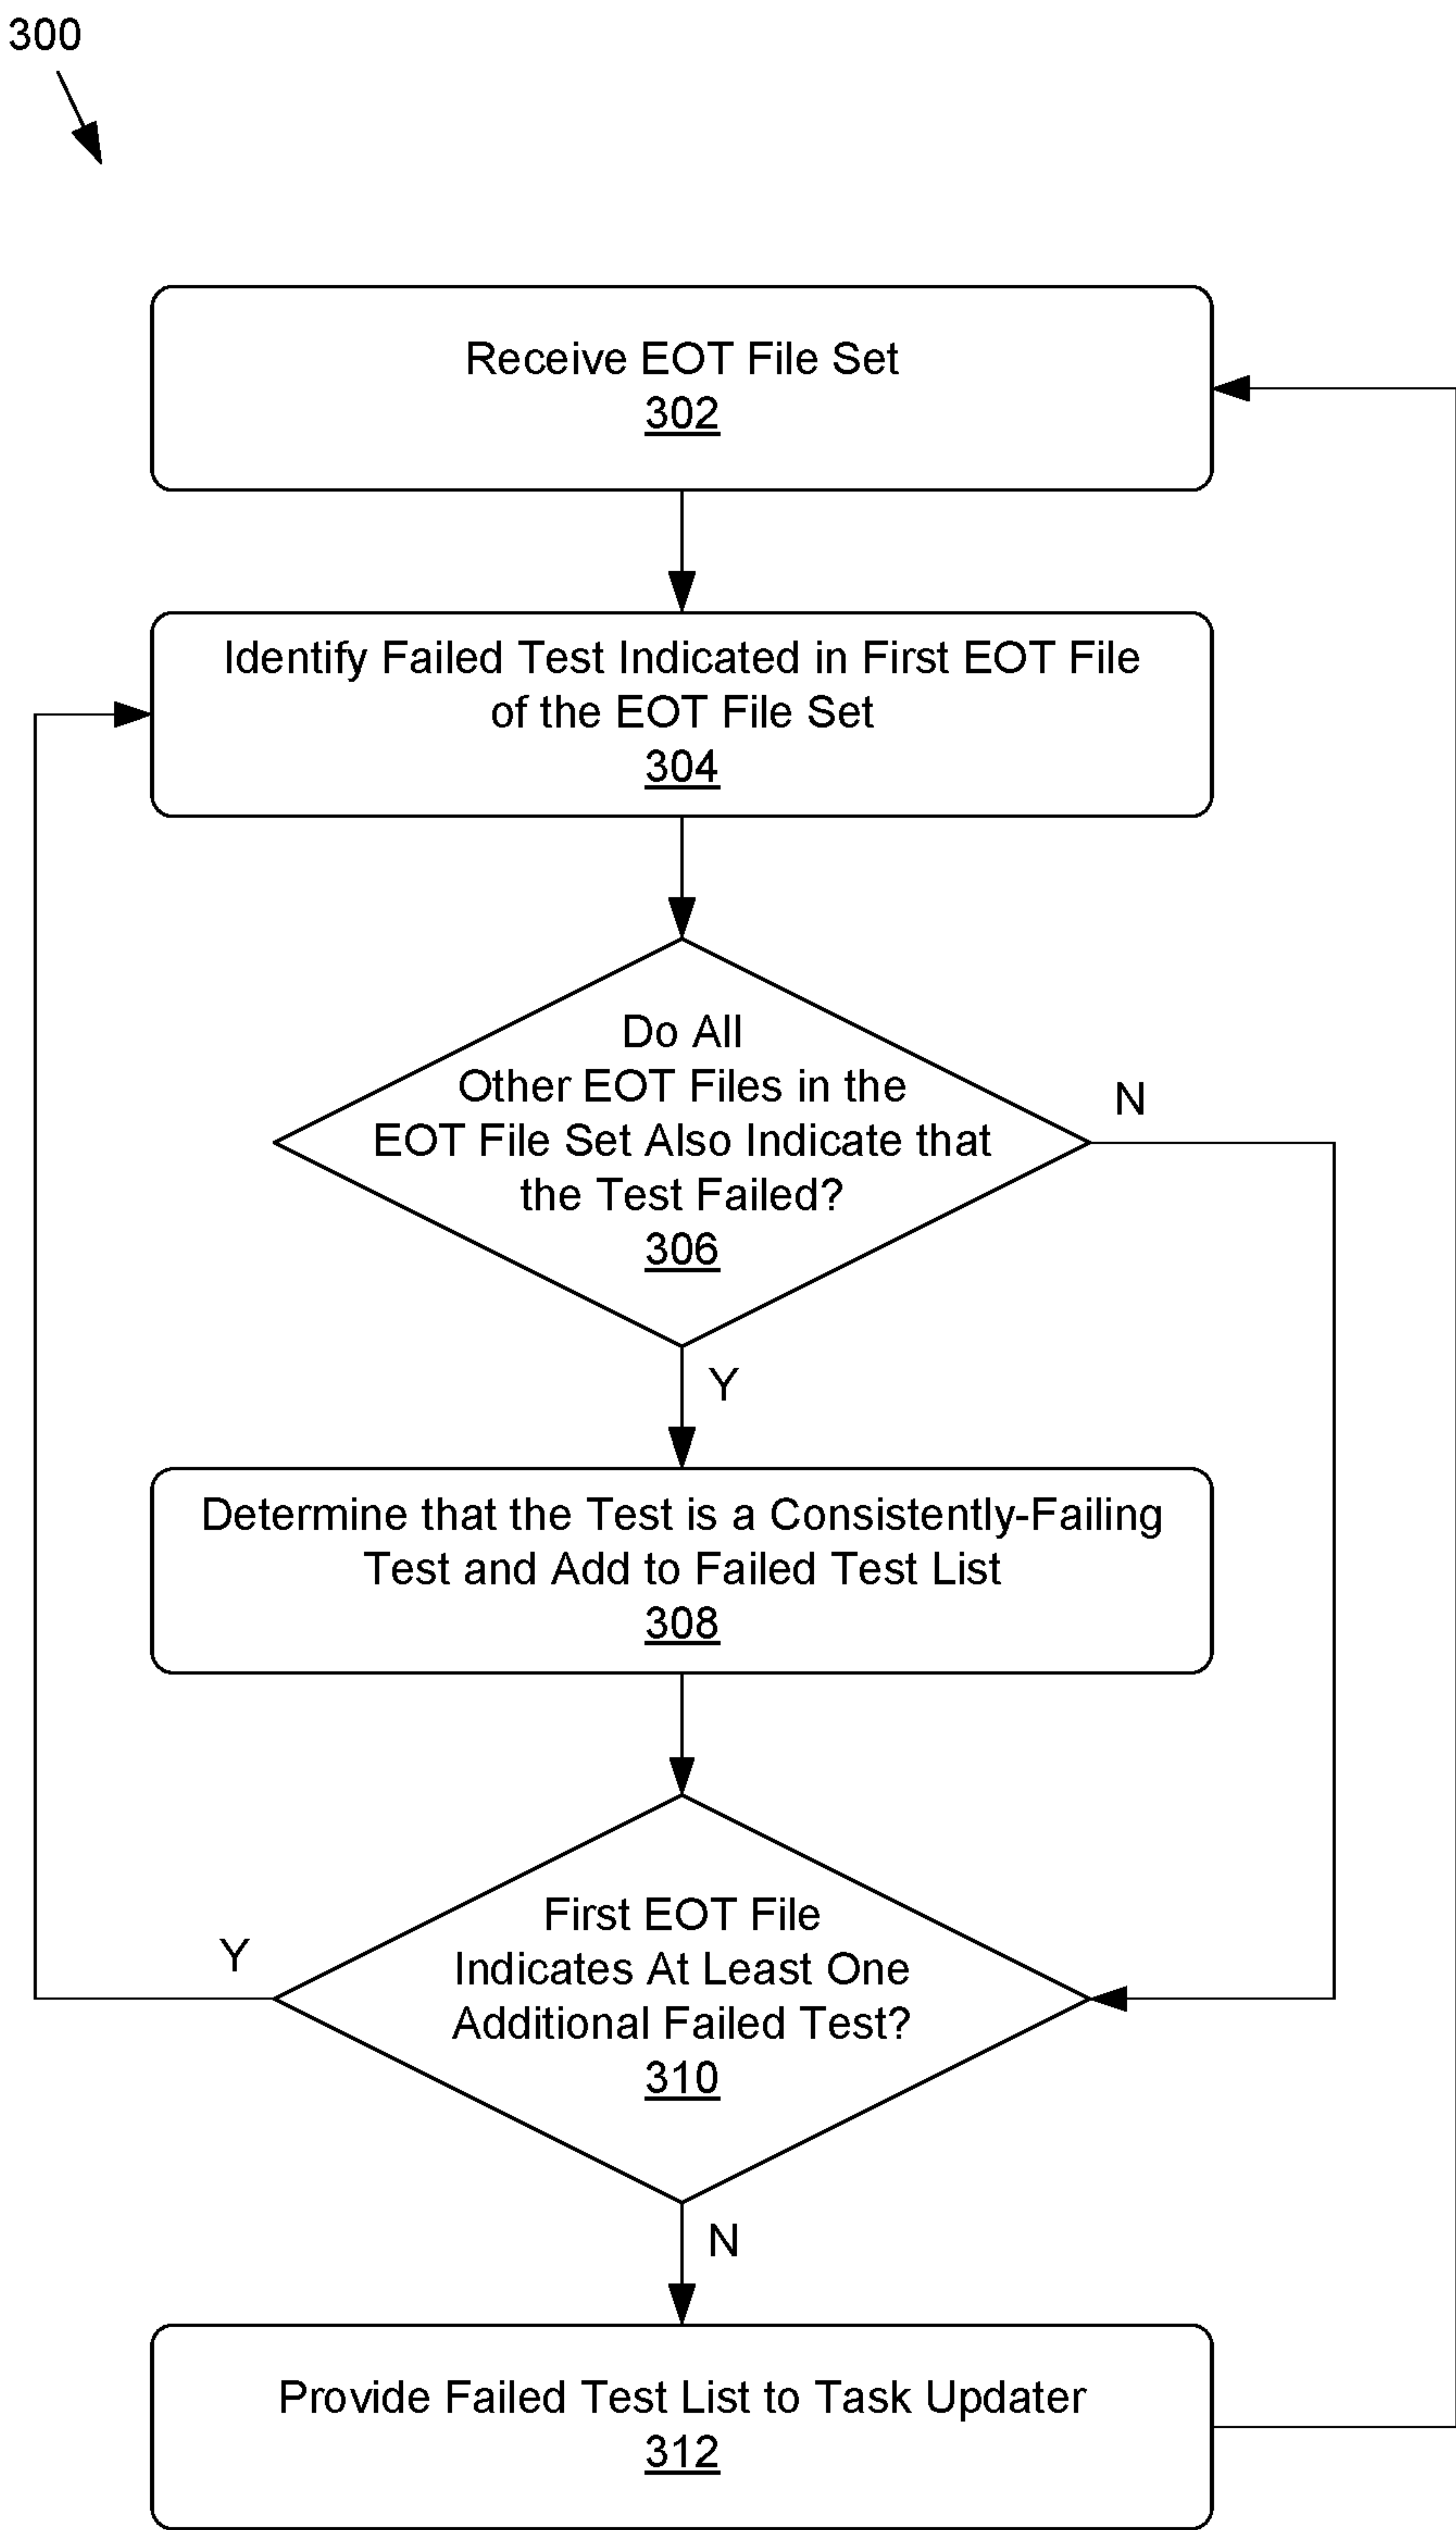 300
Receive EOT File Set
302
Identify Failed Test Indicated in First EOT File
of the EOT File Set
304
Do All
Other EOT Files in the
EOT File Set Also Indicate that
the Test Failed?
306
N
Y
Determine that the Test is a Consistently-Failing
Test and Add to Failed Test List
308
First EOT File
Indicates At Least One
Additional Failed Test?
310
Y
N
Provide Failed Test List to Task Updater
312